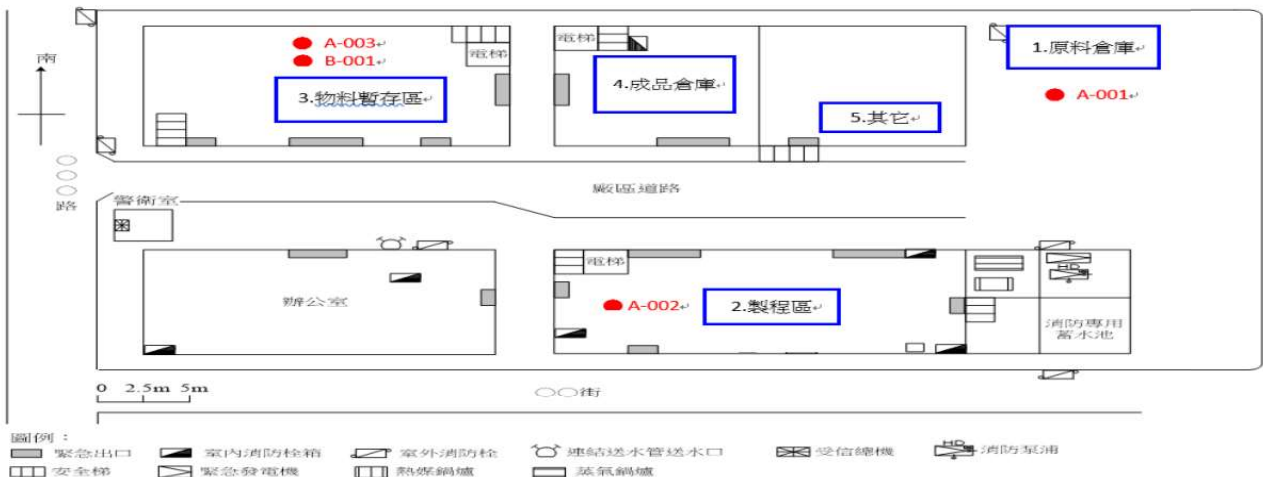 南
A-003
B-001
電梯
3.物料暫存區
電梯
4.成品倉庫
5.其它
1.原料倉庫
A-001
○○○路
廠區道路
警衛室
辦公室
電梯
A-002
2.製程區
HD
消防專用
蓄水池
0 2.5m 5m
○○街
圖例：
緊急出口 室內消防栓箱 室外消防栓 連結送水管送水口 受信總機 HD 消防泵浦
安全梯 緊急發電機 熱媒鍋爐 蒸氣鍋爐